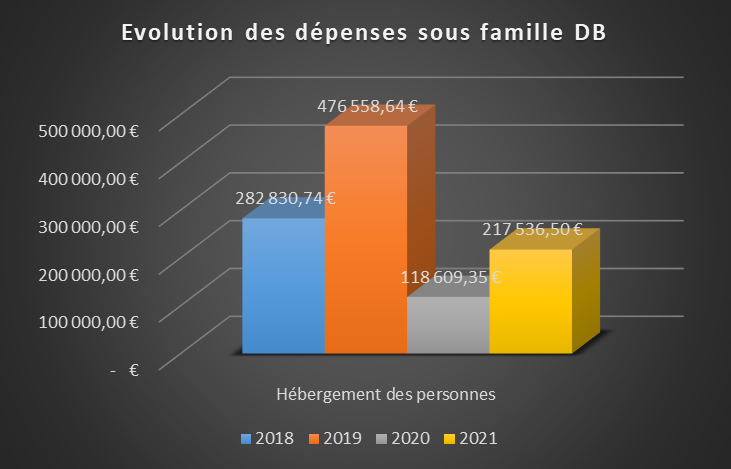 Evolution des dépenses sous famille DB
500 000,00 €
400 000,00 €
300 000,00 €
200 000,00 €
100 000,00 €
- €
282 830,74 €
476 558,64 €
118 609,35 €
217 536,50 €
Hébergement des personnes
2018 2019 2020 2021